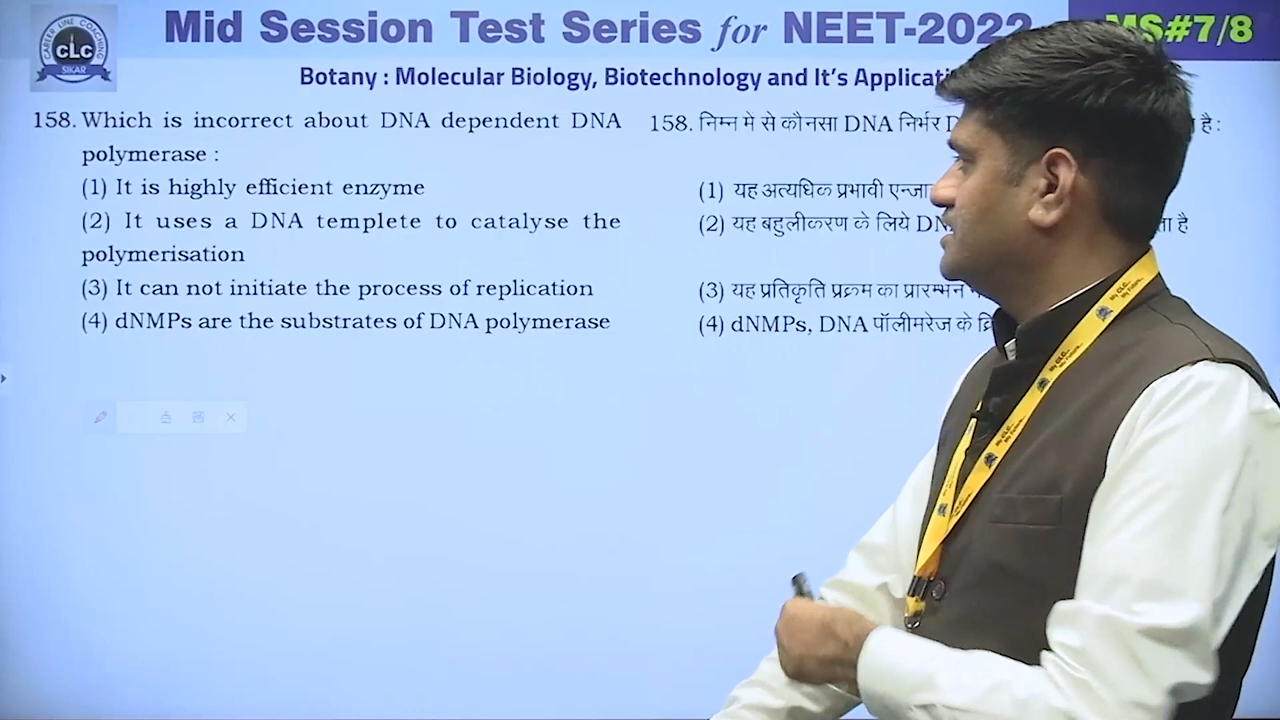 Mid Session Test Series for NEET-2022
MS#7/8
CAREER LINE COACHING
CLC
SIKAR
Botany : Molecular Biology, Biotechnology and It's
158. Which is incorrect about DNA dependent DNA
polymerase :
(1) It is highly efficient enzyme
(2) It uses a DNA templete to catalyse the
polymerisation
(3) It can not initiate the process of replication
(4) dNMPs are the substrates of DNA polymerase
158. निम्न मे से कौनसा DNA निर्भर है :
(1) यह अत्यधिक प्रभावी
(2) यह बहुलीकरण के लिये है
(3) यह प्रतिकृति प्रक्रम का
(4) dNMPs, DNA पॉलीमरेज के